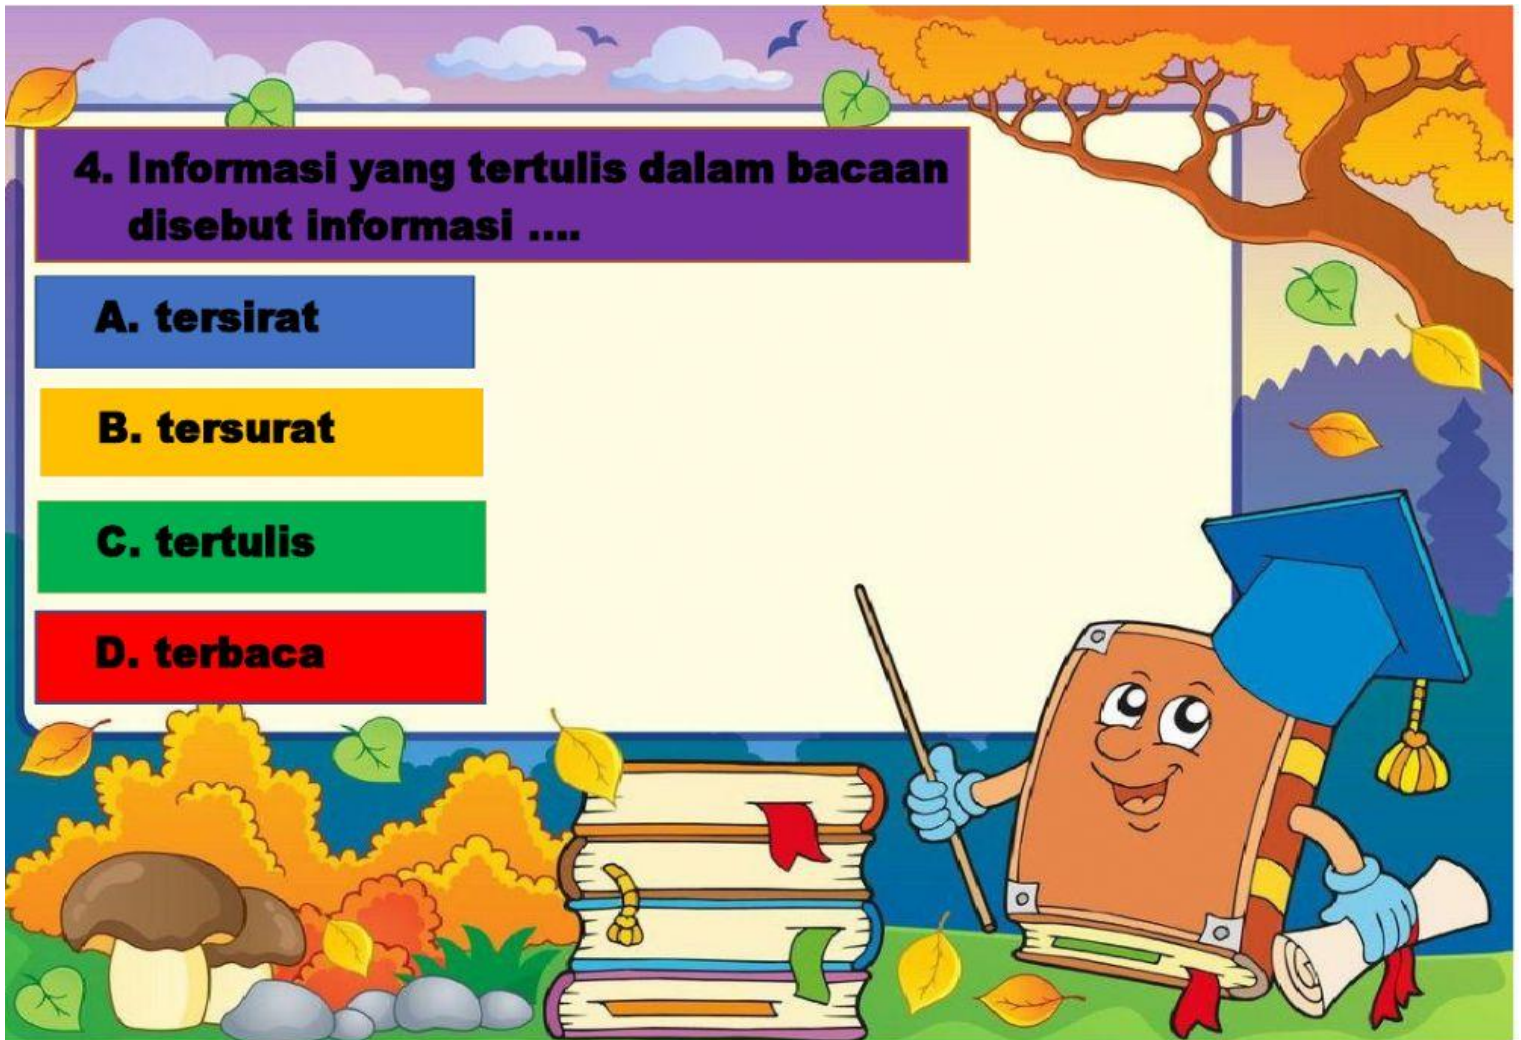 4. Informasi yang tertulis dalam bacaan
disebut informasi ....
A. tersirat
B. tersurat
C. tertulis
D. terbaca